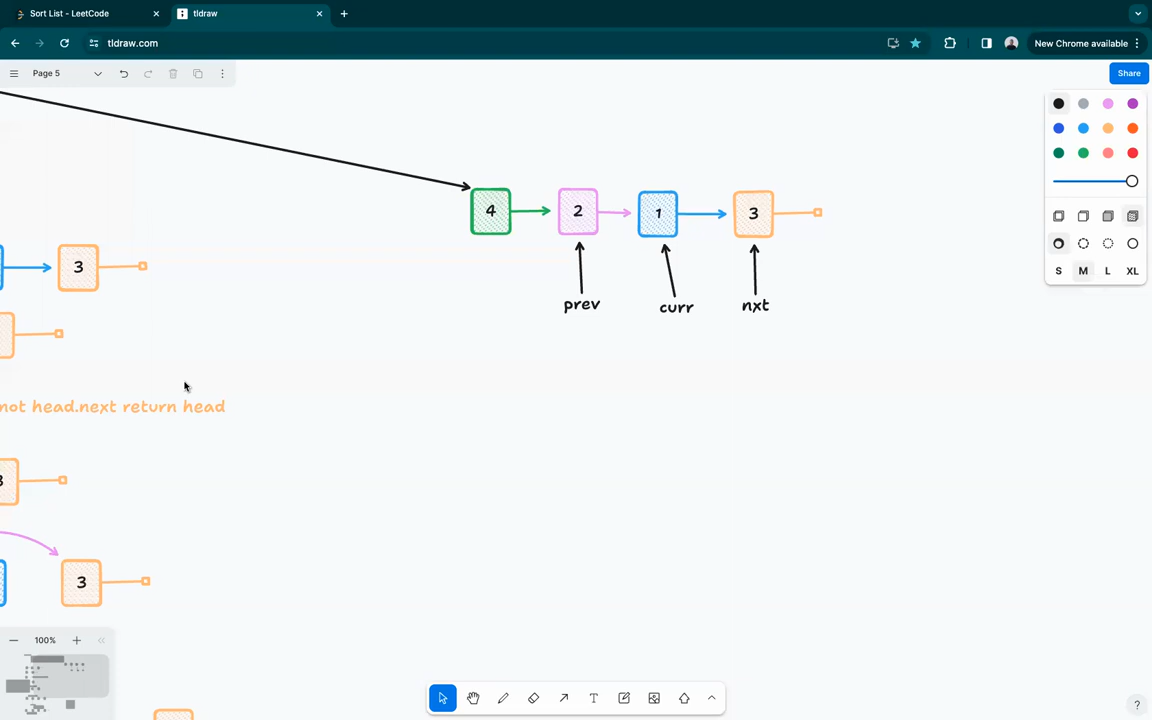 Sort List - LeetCode
tldraw
tldraw.com
New Chrome available
Page 5
Share
4
2
1
3
prev
curr
nxt
S
M
L
XL
3
not head.next return head
3
100%
T
?